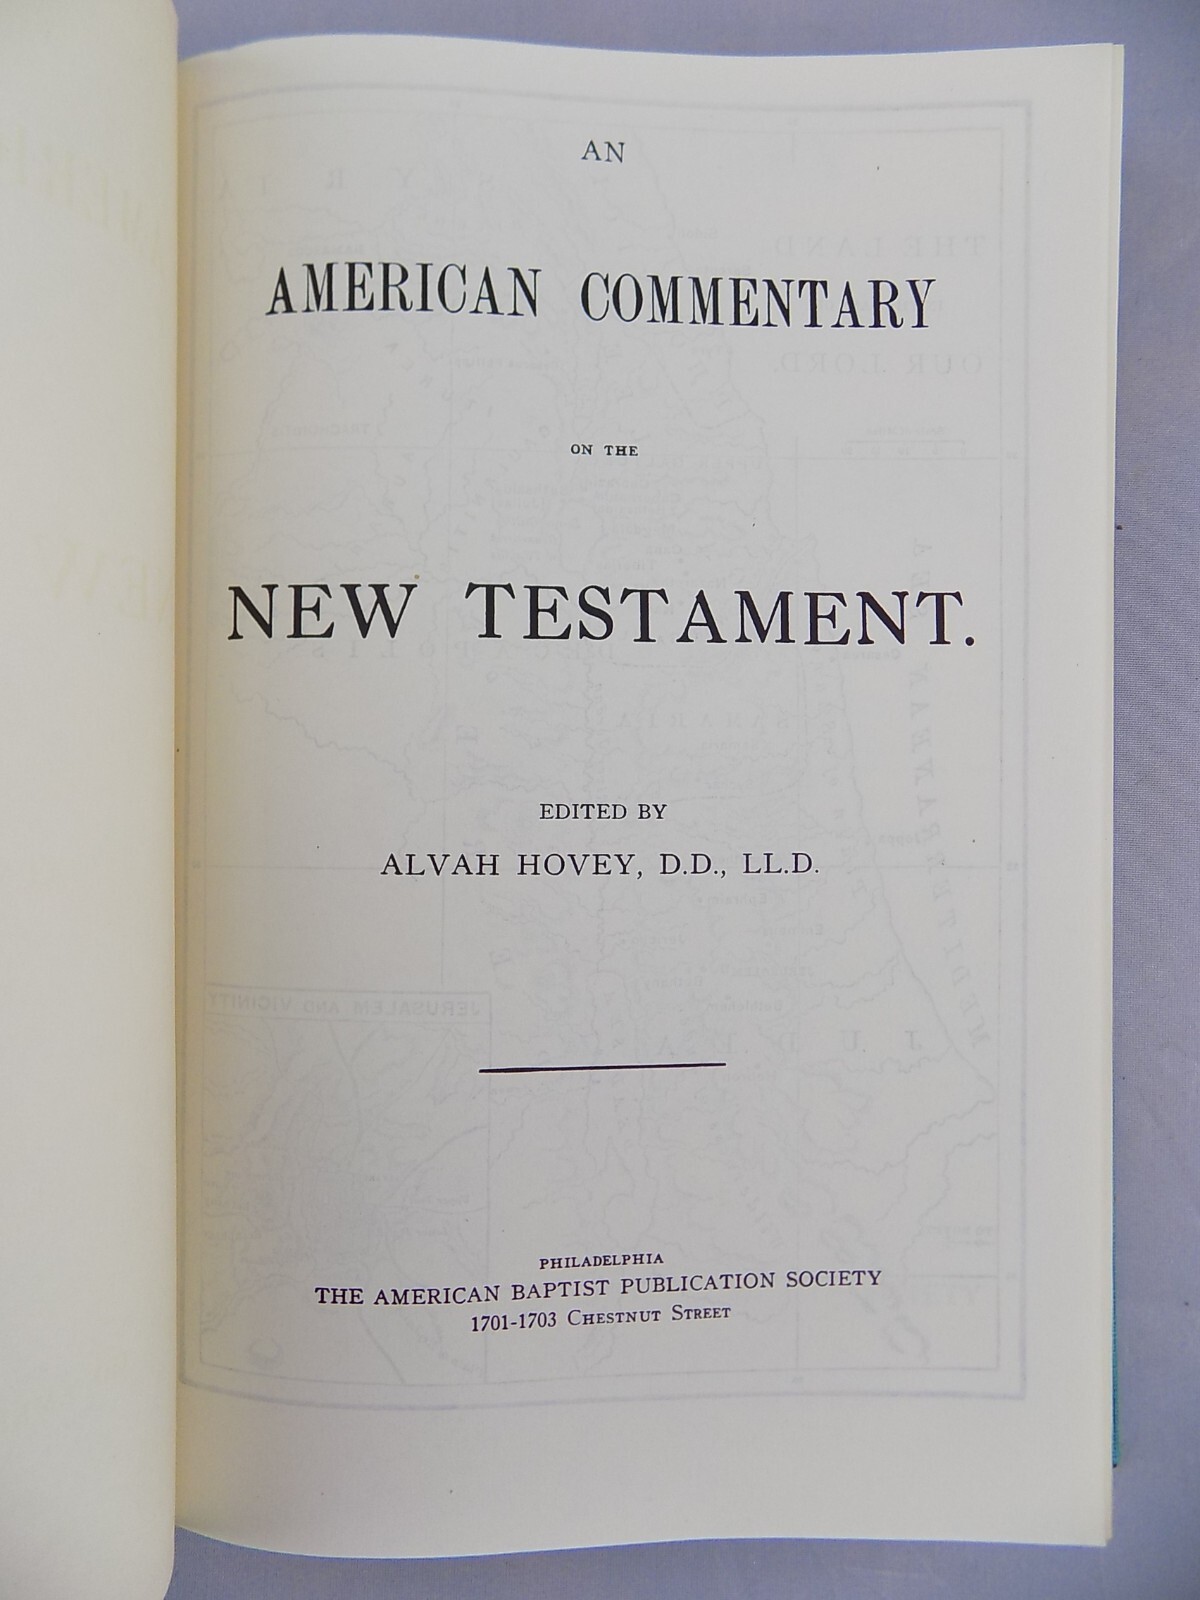 AN
AMERICAN COMMENTARY
ON THE
NEW TESTAMENT.
EDITED BY
ALVAH HOVEY, D.D., LL.D.
PHILADELPHIA
THE AMERICAN BAPTIST PUBLICATION SOCIETY
1701-1703 CHESTNUT STREET